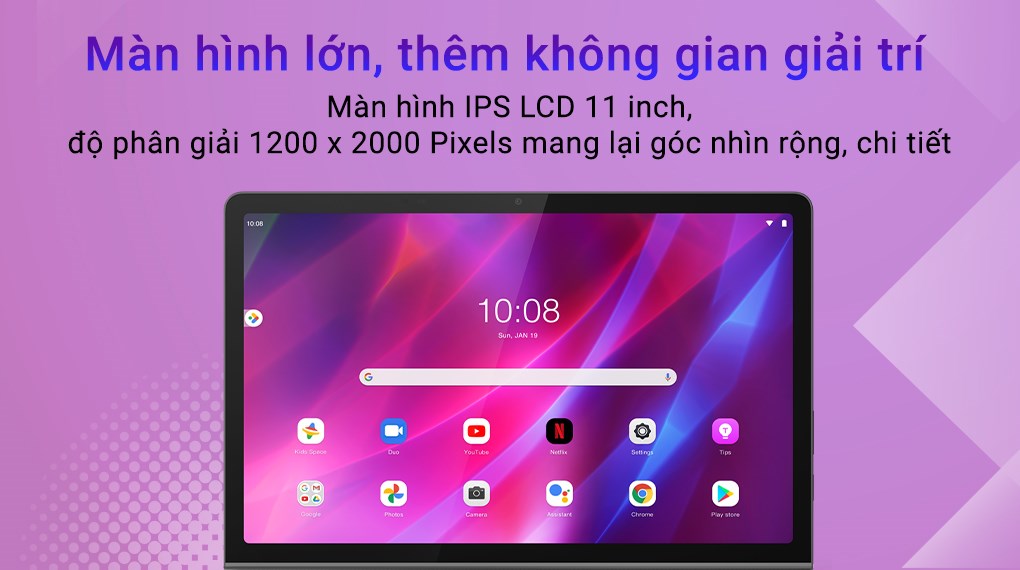 Màn hình lớn, thêm không gian giải trí
Màn hình IPS LCD 11 inch,
độ phân giải 1200 x 2000 Pixels mang lại góc nhìn rộng, chi tiết
10:08
10:08
Sun, JAN 19
Kids Space Duo YouTube Netflix Settings Tips
Google Photos Camera Assistant Chrome Play store